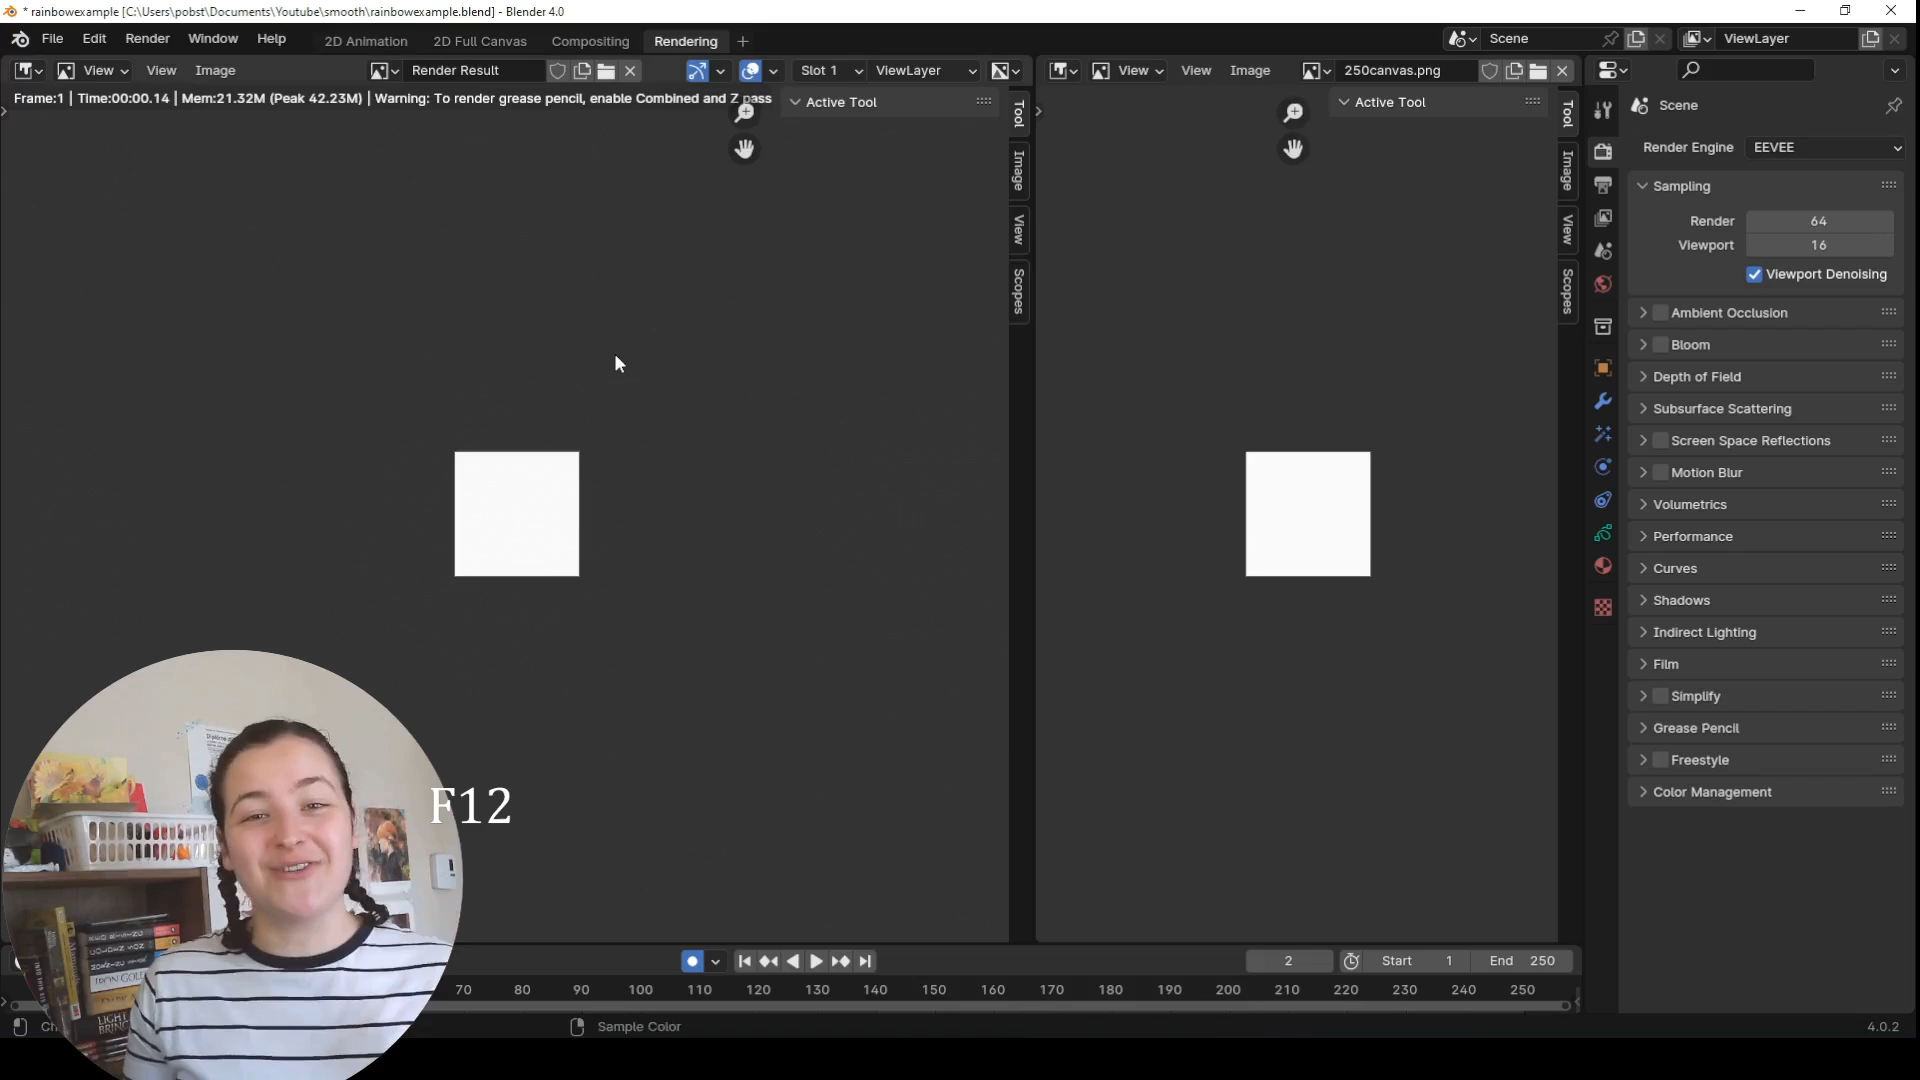 * rainbowexample [C:\Users\pobst\Documents\Youtube\smooth\rainbowexample.blend] - Blender 4.0
File Edit Render Window Help 2D Animation 2D Full Canvas Compositing Rendering + Scene ViewLayer
View View Image Render Result Slot 1 ViewLayer View View Image 250canvas.png
Frame:1 | Time:00:00.14 | Mem:21.32M (Peak 42.23M) | Warning: To render grease pencil, enable Combined and Z pass
Active Tool
Active Tool
Tool
Image
View
Scopes
Tool
Image
View
Scopes
Scene
Render Engine EEVEE
Sampling
Render 64
Viewport 16
Viewport Denoising
Ambient Occlusion
Bloom
Depth of Field
Subsurface Scattering
Screen Space Reflections
Motion Blur
Volumetrics
Performance
Curves
Shadows
Indirect Lighting
Film
Simplify
Grease Pencil
Freestyle
Color Management
F12
IRON GOLD
LIGHT
BRING
2 Start 1 End 250
70 80 90 100 110 120 130 140 150 160 170 180 190 200 210 220 230 240 250
Sample Color
4.0.2